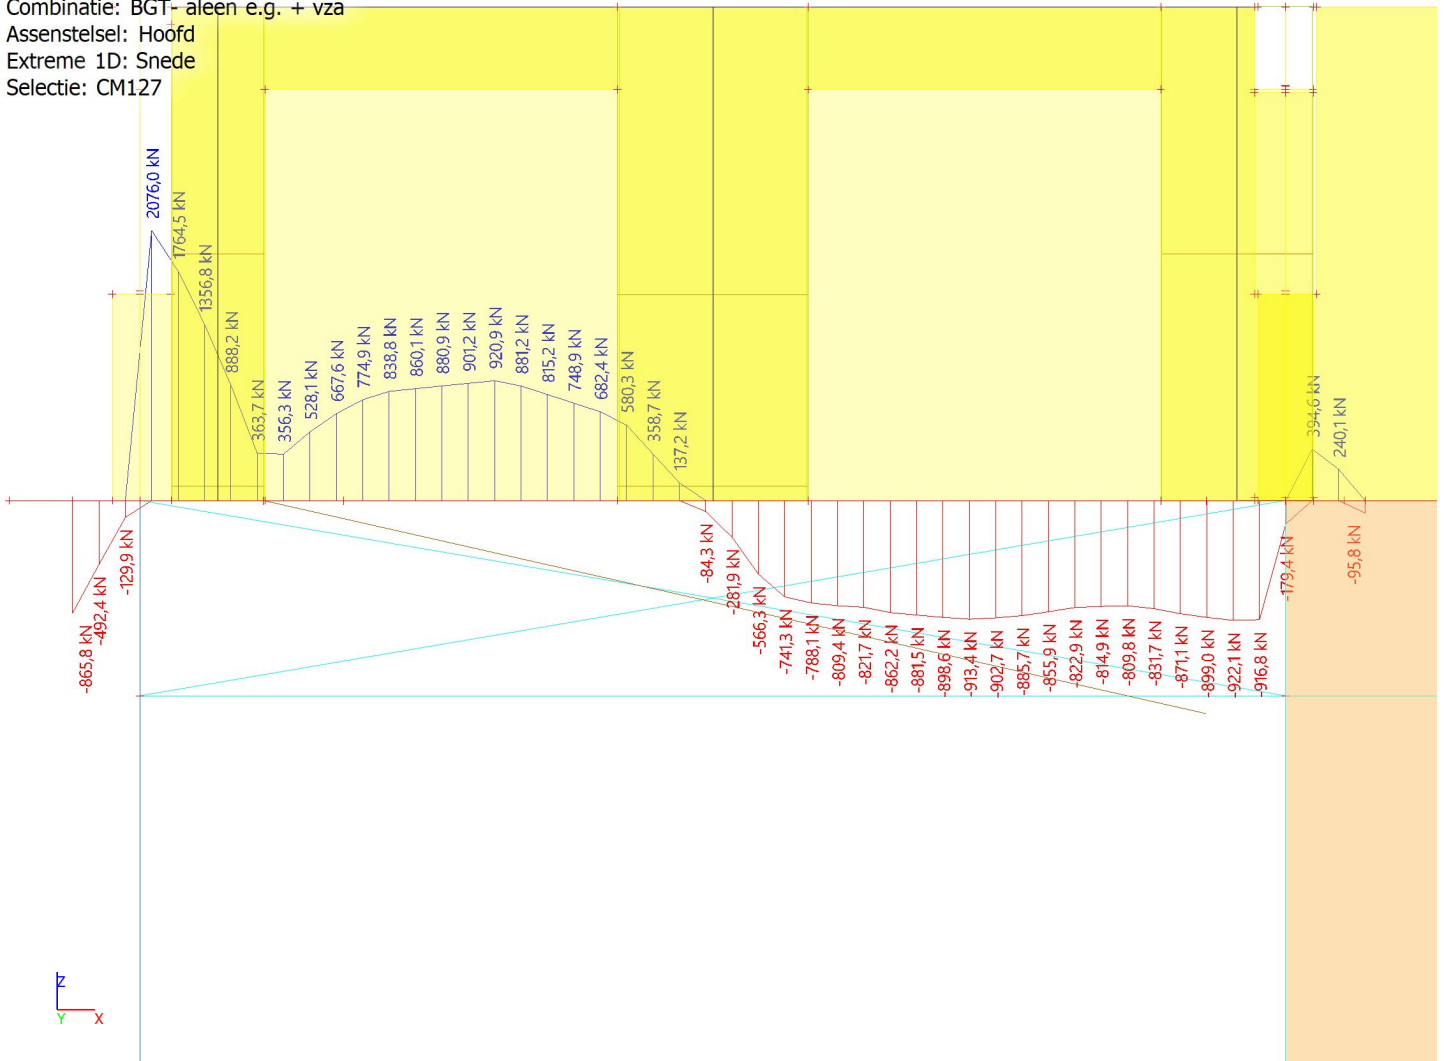 Combinatie: BGT- aleen e.g. + vza
Assenstelsel: Hoofd
Extreme 1D: Snede
Selectie: CM127
2076,0 kN
1764,5 kN
1356,8 kN
888,2 kN
363,7 kN
356,3 kN
528,1 kN
667,6 kN
774,9 kN
838,8 kN
860,1 kN
880,9 kN
901,2 kN
920,9 kN
881,2 kN
815,2 kN
748,9 kN
682,4 kN
580,3 kN
358,7 kN
137,2 kN
394,6 kN
240,1 kN
-865,8 kN
-492,4 kN
-129,9 kN
-84,3 kN
-281,9 kN
-566,3 kN
-741,3 kN
-788,1 kN
-809,4 kN
-821,7 kN
-862,2 kN
-881,5 kN
-898,6 kN
-913,4 kN
-902,7 kN
-885,7 kN
-855,9 kN
-822,9 kN
-814,9 kN
-809,8 kN
-831,7 kN
-871,1 kN
-899,0 kN
-922,1 kN
-916,8 kN
-179,4 kN
-95,8 kN
Z
Y X